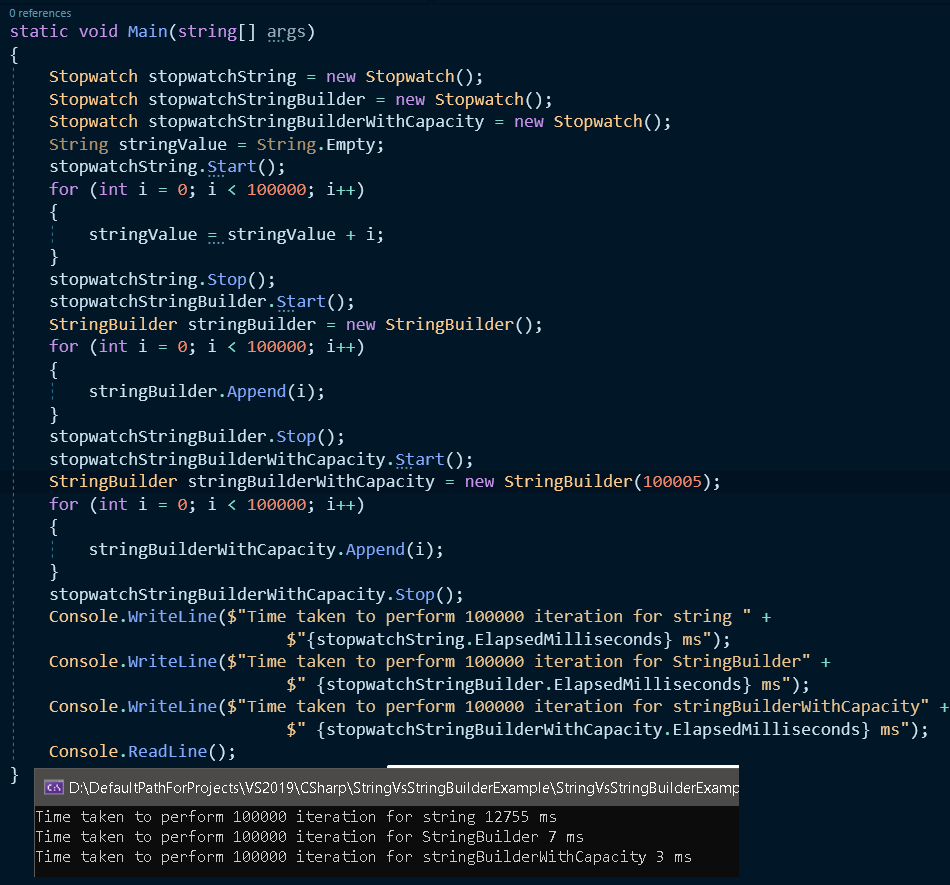 0 references
static void Main(string[] args)
{
Stopwatch stopwatchString = new Stopwatch();
Stopwatch stopwatchStringBuilder = new Stopwatch();
Stopwatch stopwatchStringBuilderWithCapacity = new Stopwatch();
String stringValue = String.Empty;
stopwatchString.Start();
for (int i = 0; i < 100000; i++)
{
stringValue = stringValue + i;
}
stopwatchString.Stop();
stopwatchStringBuilder.Start();
StringBuilder stringBuilder = new StringBuilder();
for (int i = 0; i < 100000; i++)
{
stringBuilder.Append(i);
}
stopwatchStringBuilder.Stop();
stopwatchStringBuilderWithCapacity.Start();
StringBuilder stringBuilderWithCapacity = new StringBuilder(100005);
for (int i = 0; i < 100000; i++)
{
stringBuilderWithCapacity.Append(i);
}
stopwatchStringBuilderWithCapacity.Stop();
Console.WriteLine($"Time taken to perform 100000 iteration for string " +
$"{stopwatchString.ElapsedMilliseconds} ms");
Console.WriteLine($"Time taken to perform 100000 iteration for StringBuilder" +
$" {stopwatchStringBuilder.ElapsedMilliseconds} ms");
Console.WriteLine($"Time taken to perform 100000 iteration for stringBuilderWithCapacity" +
$" {stopwatchStringBuilderWithCapacity.ElapsedMilliseconds} ms");
Console.ReadLine();
}
C:\ D:\DefaultPathForProjects\VS2019\CSharp\StringVsStringBuilderExample\StringVsStringBuilderExamp
Time taken to perform 100000 iteration for string 12755 ms
Time taken to perform 100000 iteration for StringBuilder 7 ms
Time taken to perform 100000 iteration for stringBuilderWithCapacity 3 ms